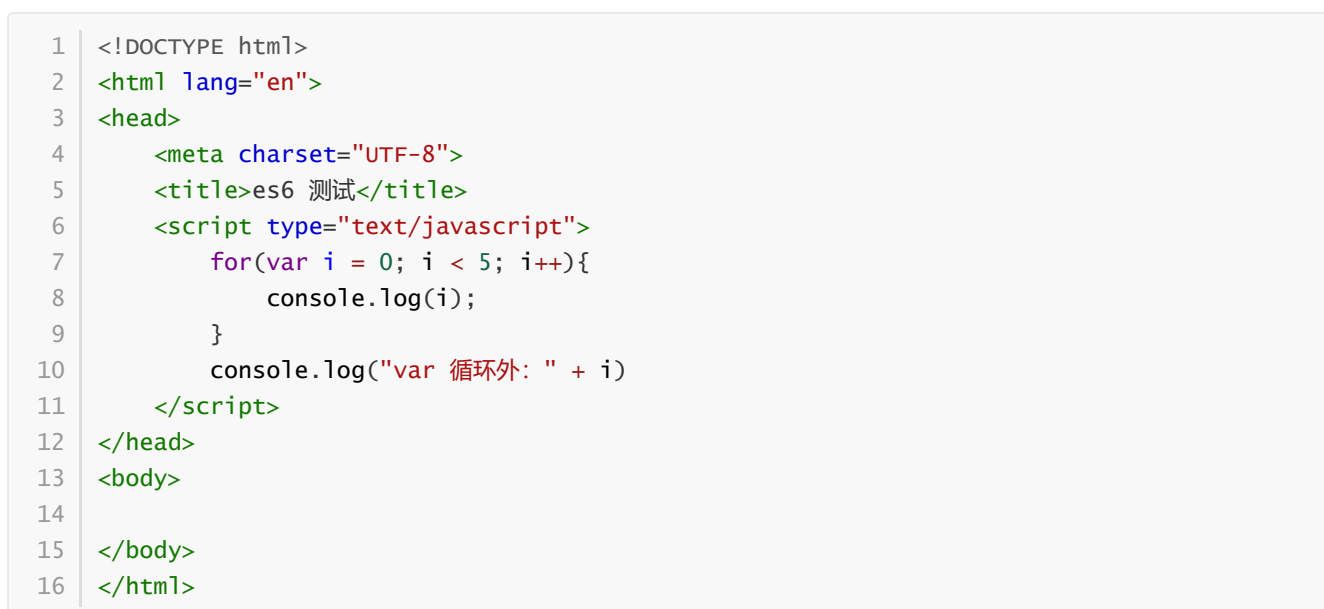 1 <!DOCTYPE html>
2 <html lang="en">
3 <head>
4     <meta charset="UTF-8">
5     <title>es6 测试</title>
6     <script type="text/javascript">
7         for(var i = 0; i < 5; i++){
8             console.log(i);
9         }
10         console.log("var 循环外：" + i)
11     </script>
12 </head>
13 <body>
14
15 </body>
16 </html>